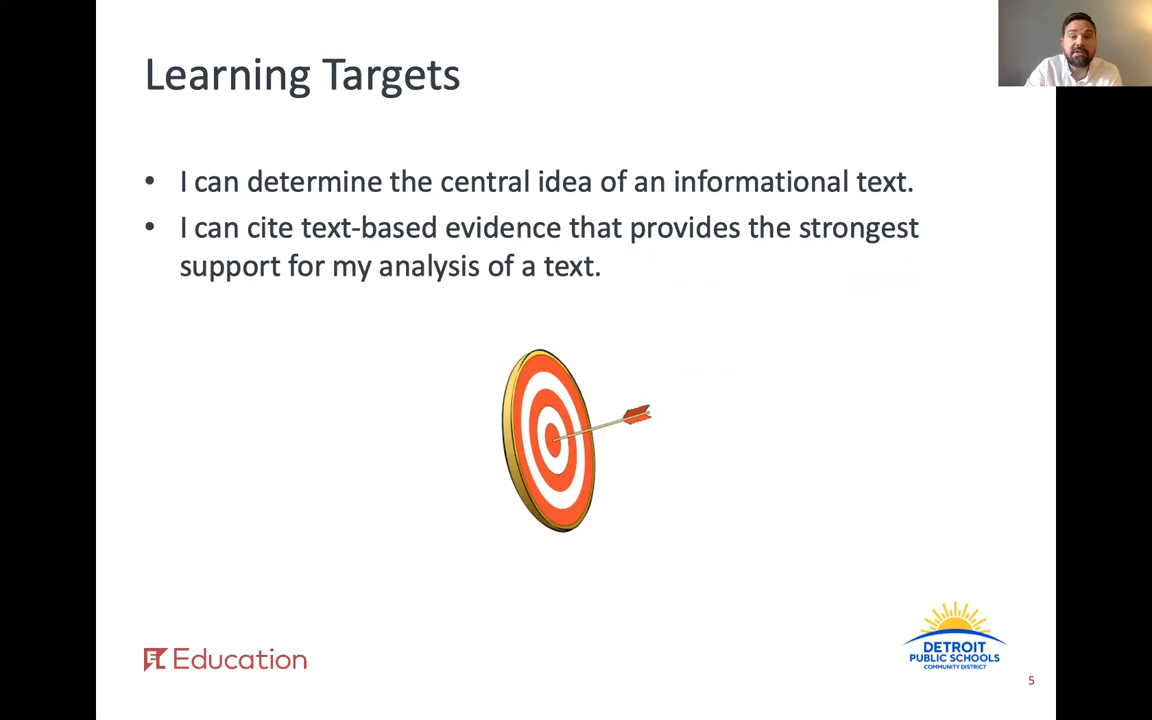 Learning Targets
• I can determine the central idea of an informational text.
• I can cite text-based evidence that provides the strongest
support for my analysis of a text.
EL Education
DETROIT
PUBLIC SCHOOLS
COMMUNITY DISTRICT
5